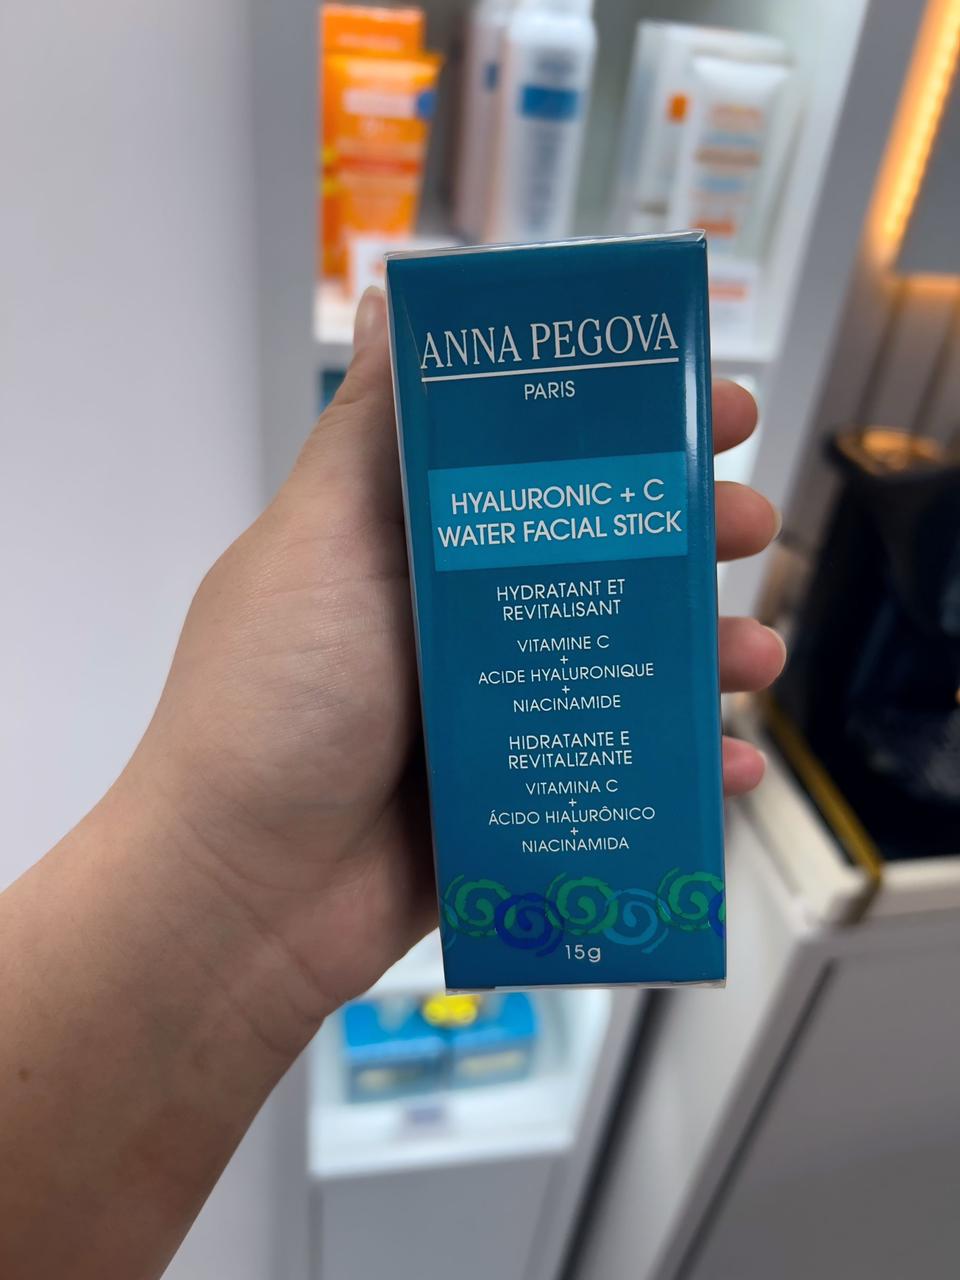 ANNA PEGOVA
PARIS
HYALURONIC + C
WATER FACIAL STICK
HYDRATANT ET
REVITALISANT
VITAMINE C
+
ACIDE HYALURONIQUE
+
NIACINAMIDE
HIDRATANTE E
REVITALIZANTE
VITAMINA C
+
ÁCIDO HIALURÔNICO
+
NIACINAMIDA
15g